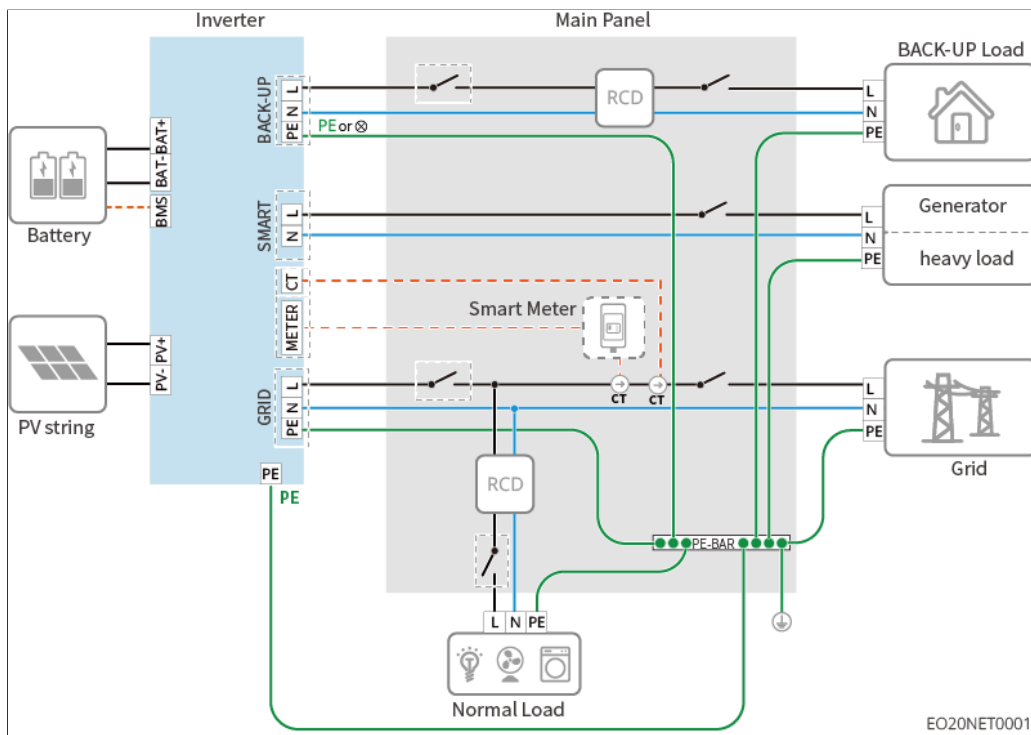 Inverter
Main Panel
BACK-UP Load
BACK-UP
L
N
PE
PE or ⊗
RCD
L
N
PE
BAT+
BAT-
BMS
Battery
SMART
L
N
L
N
PE
Generator
heavy load
CT
METER
Smart Meter
PV+
PV-
PV string
GRID
L
N
PE
CT
CT
L
N
PE
Grid
PE
PE
RCD
PE-BAR
L
N
PE
Normal Load
EO20NET0001